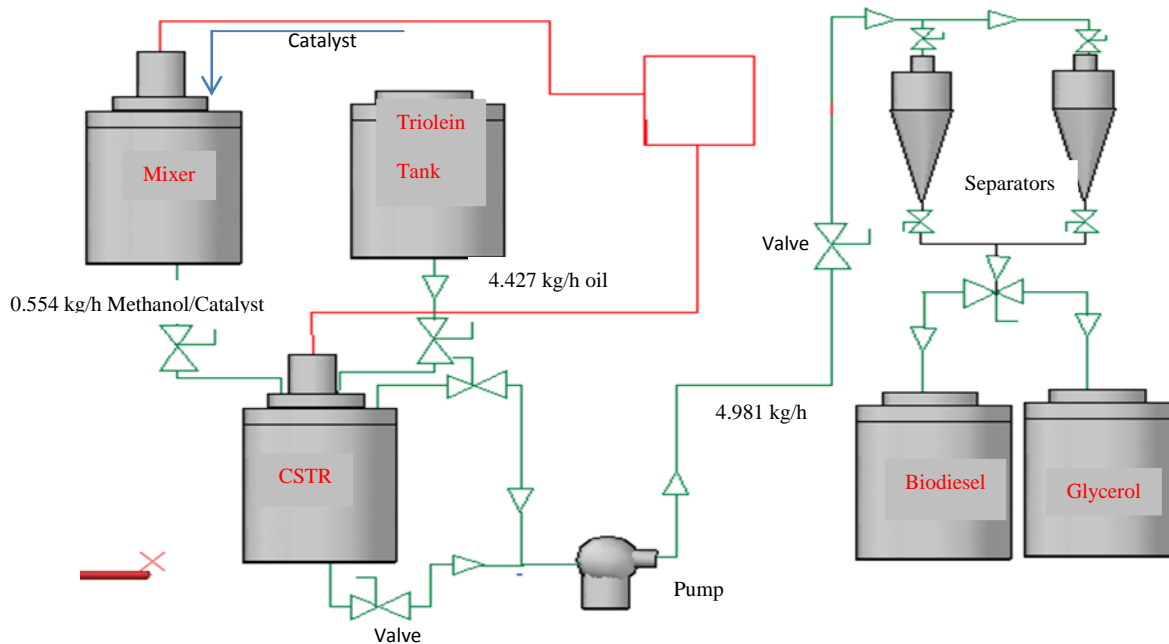 Catalyst
Triolein
Tank
Mixer
Separators
Valve
4.427 kg/h oil
0.554 kg/h Methanol/Catalyst
4.981 kg/h
CSTR
Biodiesel
Glycerol
Pump
Valve